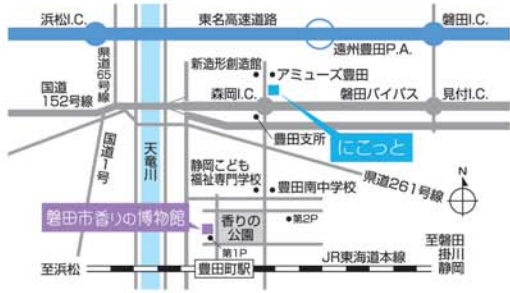 浜松I.C.
東名高速道路
磐田I.C.
遠州豊田P.A.
県道65号線
新造形創造館
アミューズ豊田
国道
152号線
森岡I.C.
磐田バイパス
見付I.C.
豊田支所
にこっと
国道1号
天竜川
静岡こども
福祉専門学校
豊田南中学校
県道261号線
N
磐田市香りの博物館
香りの
公園
第2P
第1P
至浜松
豊田町駅
JR東海道本線
至磐田
掛川
静岡